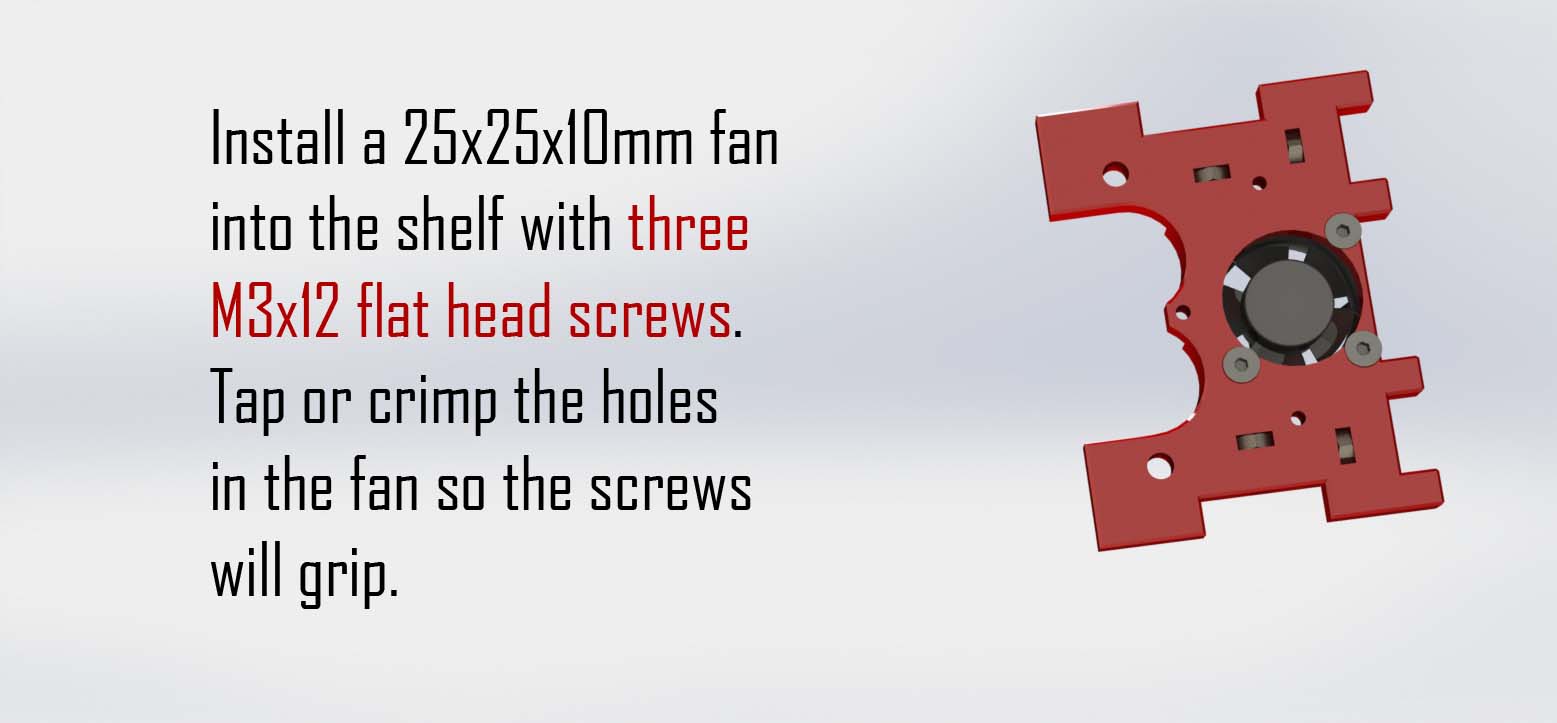 Install a 25x25x10mm fan
into the shelf with three
M3x12 flat head screws.
Tap or crimp the holes
in the fan so the screws
will grip.